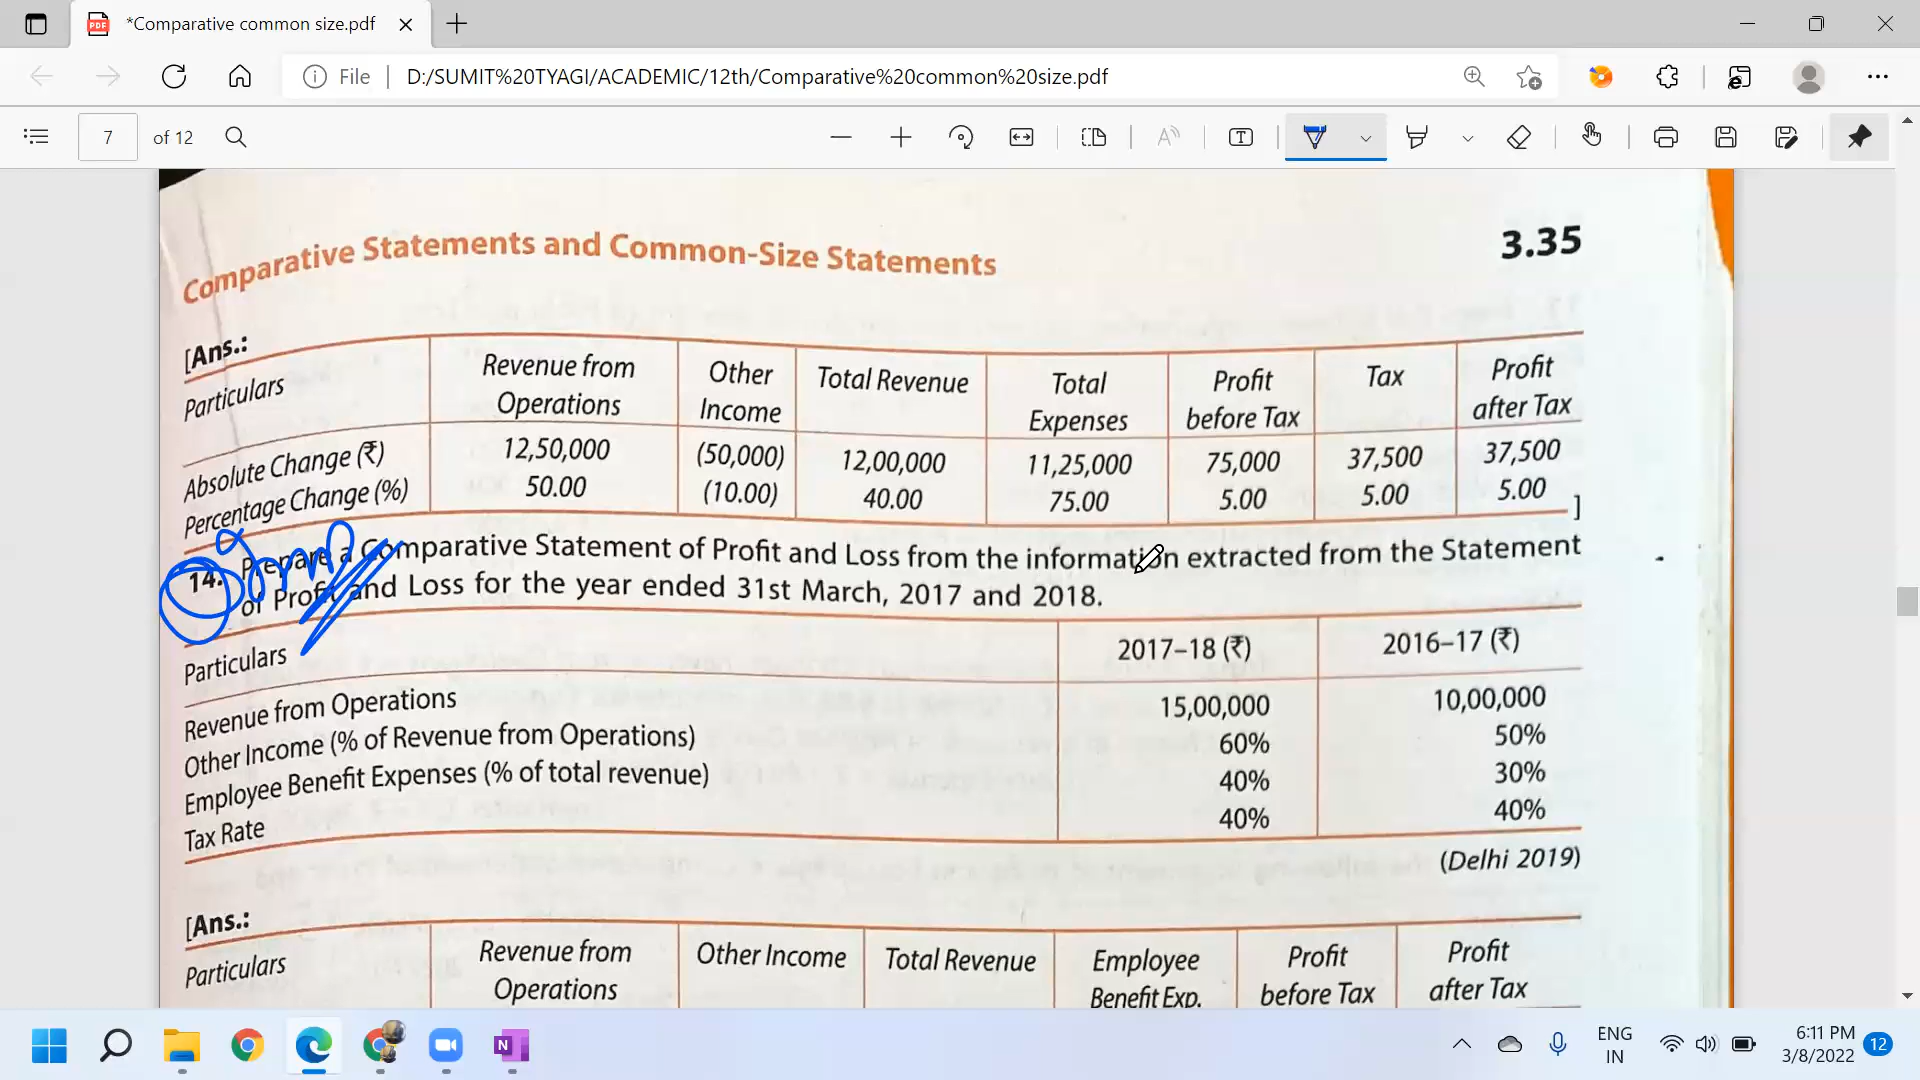 *Comparative common size.pdf
File
D:/SUMIT%20TYAGI/ACADEMIC/12th/Comparative%20common%20size.pdf
7 of 12
Comparative Statements and Common-Size Statements 3.35
[Ans.:
Particulars Revenue from Operations Other Income Total Revenue Total Expenses Profit before Tax Tax Profit after Tax
Absolute Change (₹) 12,50,000 (50,000) 12,00,000 11,25,000 75,000 37,500 37,500
Percentage Change (%) 50.00 (10.00) 40.00 75.00 5.00 5.00 5.00 ]
14. Prepare a Comparative Statement of Profit and Loss from the information extracted from the Statement
of Profit and Loss for the year ended 31st March, 2017 and 2018.
Particulars 2017–18 (₹) 2016–17 (₹)
Revenue from Operations 15,00,000 10,00,000
Other Income (% of Revenue from Operations) 60% 50%
Employee Benefit Expenses (% of total revenue) 40% 30%
Tax Rate 40% 40%
(Delhi 2019)
[Ans.:
Particulars Revenue from Operations Other Income Total Revenue Employee Benefit Exp. Profit before Tax Profit after Tax
ENG
IN
6:11 PM
3/8/2022
12